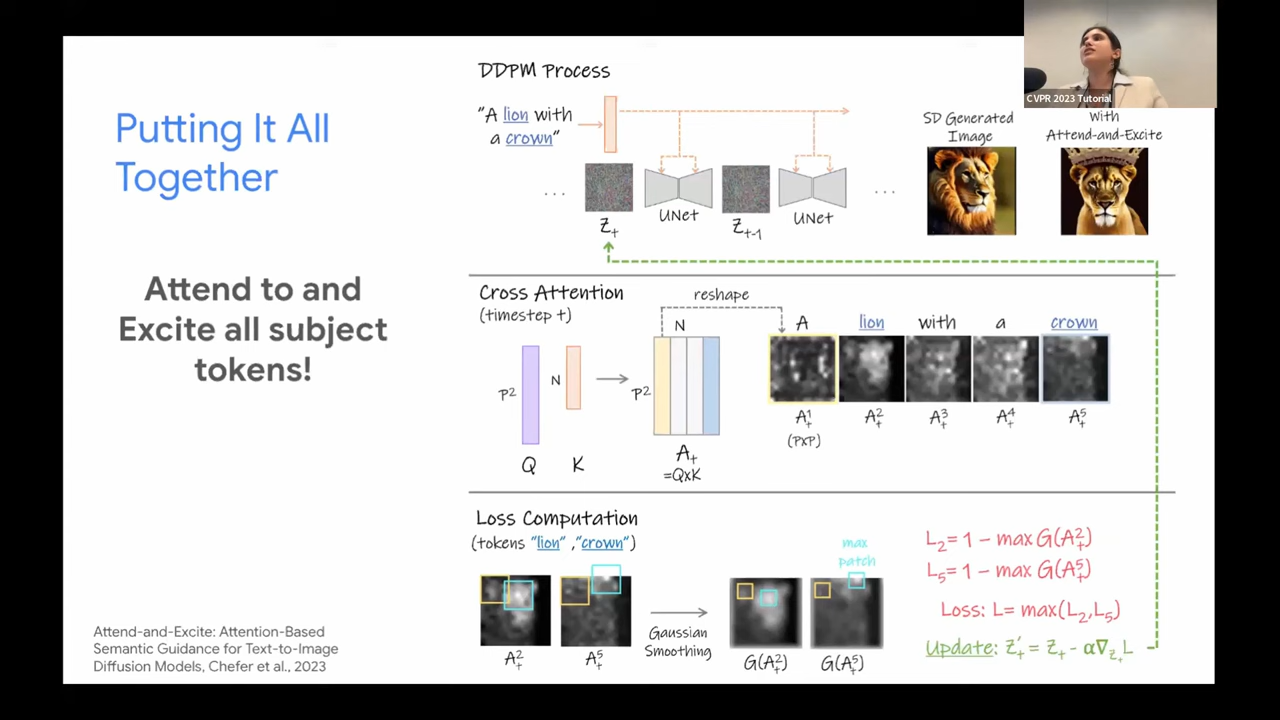 Putting It All
Together
Attend to and
Excite all subject
tokens!
Attend-and-Excite: Attention-Based
Semantic Guidance for Text-to-Image
Diffusion Models, Chefer et al., 2023
DDPM Process
"A lion with
a crown"
...
Z_t
UNet
Z_t-1
UNet
...
SD Generated
Image
With
Attend-and-Excite
CVPR 2023 Tutorial
Cross Attention
(timestep t)
reshape
P²
Q
N
K
N
P²
A_t
=QxK
A lion with a crown
A_t^1 A_t^2 A_t^3 A_t^4 A_t^5
(PxP)
Loss Computation
(tokens "lion" ,"crown")
A_t^2 A_t^5
Gaussian
Smoothing
max
patch
G(A_t^2) G(A_t^5)
L₂= 1 - max G(A_t^2)
L₅= 1 - max G(A_t^5)
Loss: L= max(L₂,L₅)
Update: Z'_t = Z_t - α∇_{Z_t} L